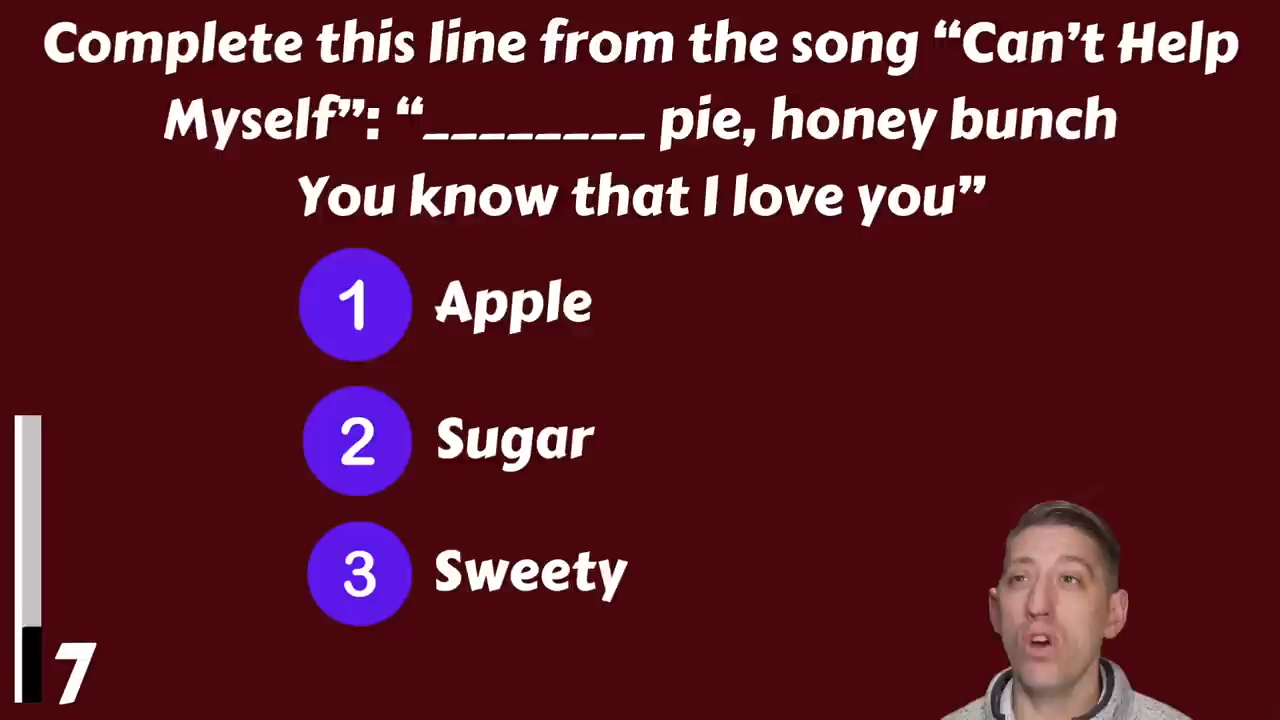 Complete this line from the song “Can’t Help
Myself”: “________ pie, honey bunch
You know that I love you”
1 Apple
2 Sugar
3 Sweety
7